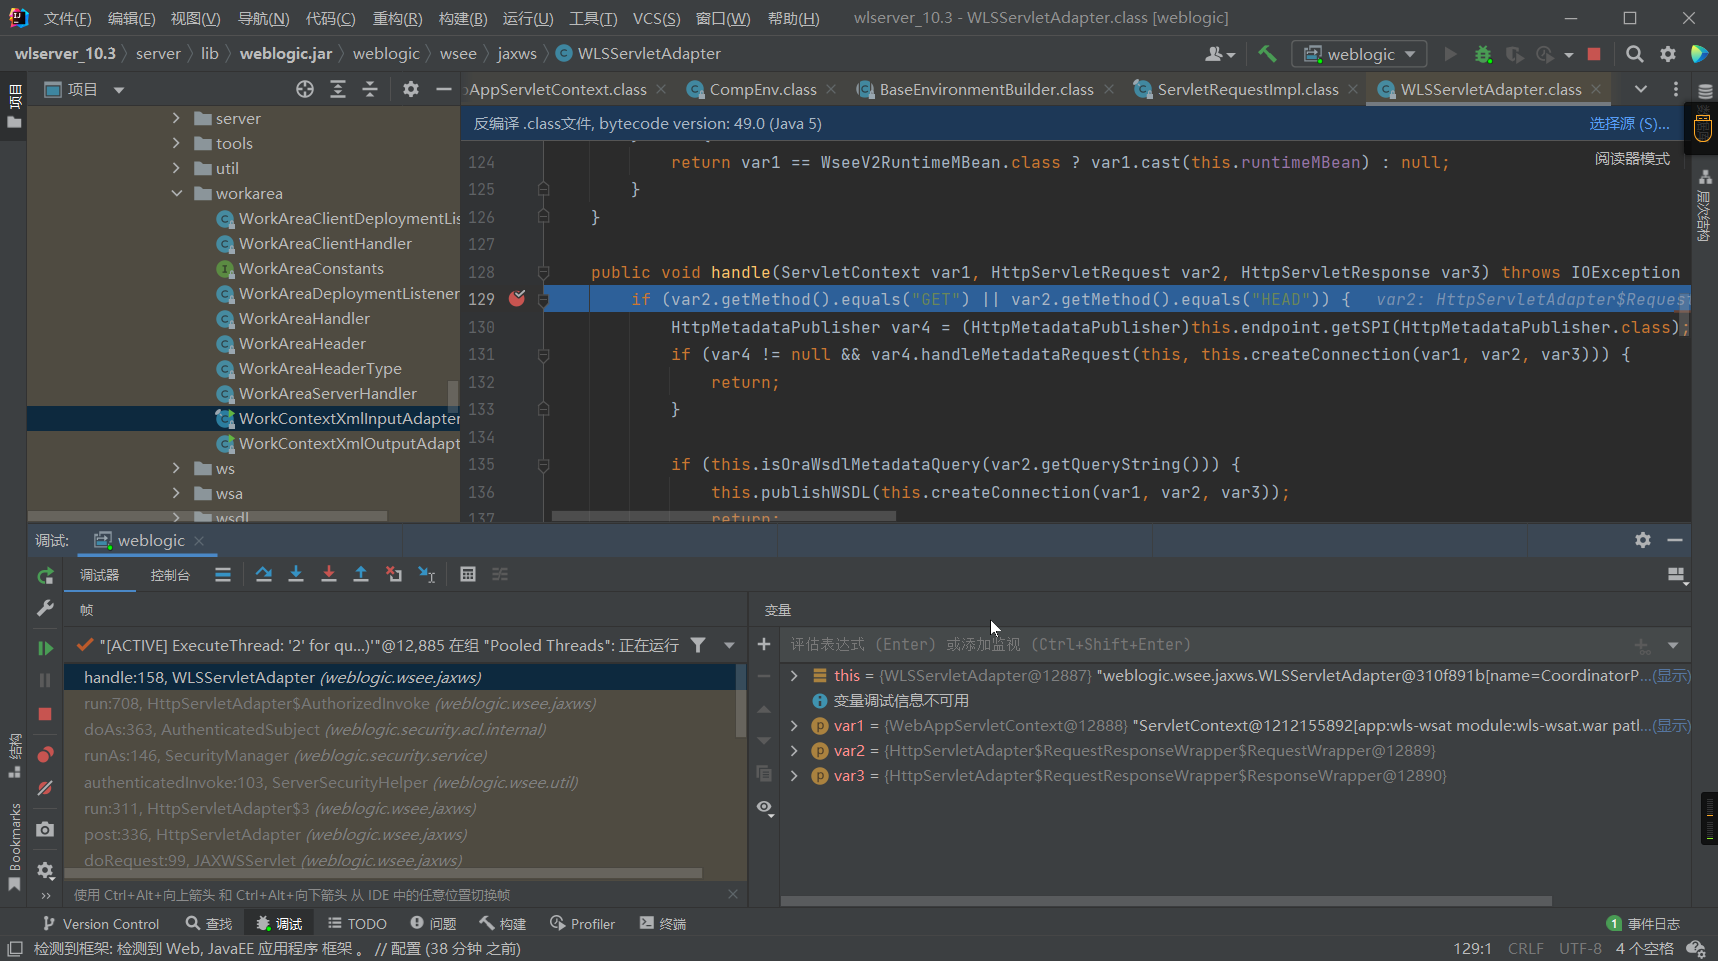 文件(F) 编辑(E) 视图(V) 导航(N) 代码(C) 重构(R) 构建(B) 运行(U) 工具(T) VCS(S) 窗口(W) 帮助(H) wlserver_10.3 - WLSServletAdapter.class [weblogic]
wlserver_10.3 server lib weblogic.jar weblogic wsee jaxws WLSServletAdapter weblogic
项目
项目
AppServletContext.class CompEnv.class BaseEnvironmentBuilder.class ServletRequestImpl.class WLSServletAdapter.class
反编译 .class文件, bytecode version: 49.0 (Java 5) 选择源 (S)...
阅读器模式
层次结构
server
tools
util
workarea
WorkAreaClientDeploymentLis
WorkAreaClientHandler
WorkAreaConstants
WorkAreaDeploymentListener
WorkAreaHandler
WorkAreaHeader
WorkAreaHeaderType
WorkAreaServerHandler
WorkContextXmlInputAdapter
WorkContextXmlOutputAdapt
ws
wsa
wsdl
124 return var1 == WseeV2RuntimeMBean.class ? var1.cast(this.runtimeMBean) : null;
125 }
126 }
127
128 public void handle(ServletContext var1, HttpServletRequest var2, HttpServletResponse var3) throws IOException
129 if (var2.getMethod().equals("GET") || var2.getMethod().equals("HEAD")) { var2: HttpServletAdapter$Request
130 HttpMetadataPublisher var4 = (HttpMetadataPublisher)this.endpoint.getSPI(HttpMetadataPublisher.class);
131 if (var4 != null && var4.handleMetadataRequest(this, this.createConnection(var1, var2, var3))) {
132 return;
133 }
134
135 if (this.isOraWsdlMetadataQuery(var2.getQueryString())) {
136 this.publishWSDL(this.createConnection(var1, var2, var3));
137 return;
调试: weblogic
调试器 控制台
帧
"[ACTIVE] ExecuteThread: '2' for qu...)'"@12,885 在组 "Pooled Threads": 正在运行
handle:158, WLSServletAdapter (weblogic.wsee.jaxws)
run:708, HttpServletAdapter$AuthorizedInvoke (weblogic.wsee.jaxws)
doAs:363, AuthenticatedSubject (weblogic.security.acl.internal)
runAs:146, SecurityManager (weblogic.security.service)
authenticatedInvoke:103, ServerSecurityHelper (weblogic.wsee.util)
run:311, HttpServletAdapter$3 (weblogic.wsee.jaxws)
post:336, HttpServletAdapter (weblogic.wsee.jaxws)
doRequest:99, JAXWSServlet (weblogic.wsee.jaxws)
使用 Ctrl+Alt+向上箭头 和 Ctrl+Alt+向下箭头 从 IDE 中的任意位置切换帧
变量
评估表达式 (Enter) 或添加监视 (Ctrl+Shift+Enter)
this = {WLSServletAdapter@12887} "weblogic.wsee.jaxws.WLSServletAdapter@310f891b[name=CoordinatorP...(显示)
变量调试信息不可用
var1 = {WebAppServletContext@12888} "ServletContext@1212155892[app:wls-wsat module:wls-wsat.war patl...(显示)
var2 = {HttpServletAdapter$RequestResponseWrapper$RequestWrapper@12889}
var3 = {HttpServletAdapter$RequestResponseWrapper$ResponseWrapper@12890}
结构
Bookmarks
Version Control 查找 调试 TODO 问题 构建 Profiler 终端 1 事件日志
检测到框架: 检测到 Web, JavaEE 应用程序 框架 。 // 配置 (38 分钟 之前) 129:1 CRLF UTF-8 4 个空格